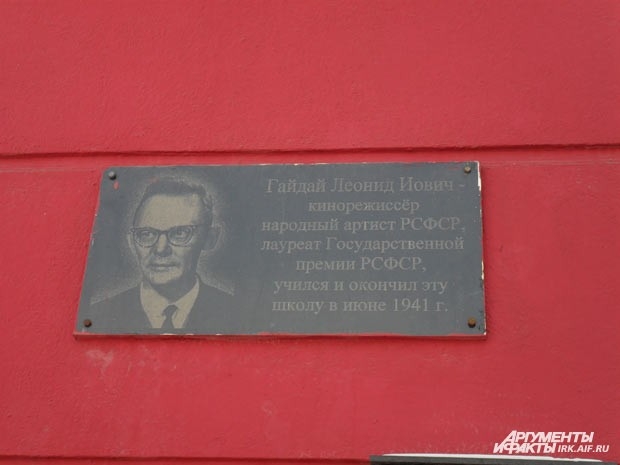 Гайдай Леонид Иович -
кинорежиссёр
народный артист РСФСР,
лауреат Государственной
премии РСФСР,
учился и окончил эту
школу в июне 1941 г.
АРГУМЕНТЫ
И ФАКТЫ IRK.AIF.RU